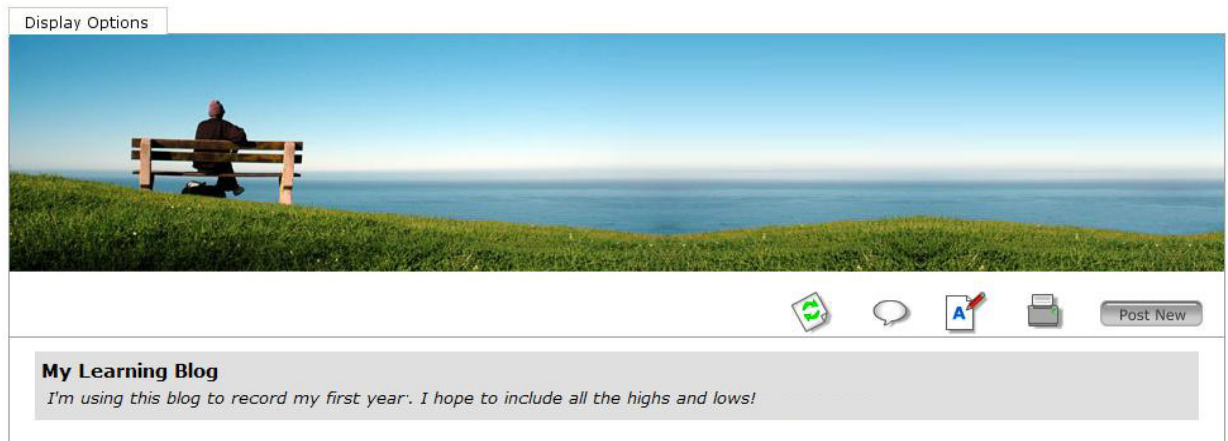 Display Options
A
Post New
My Learning Blog
I'm using this blog to record my first year. I hope to include all the highs and lows!